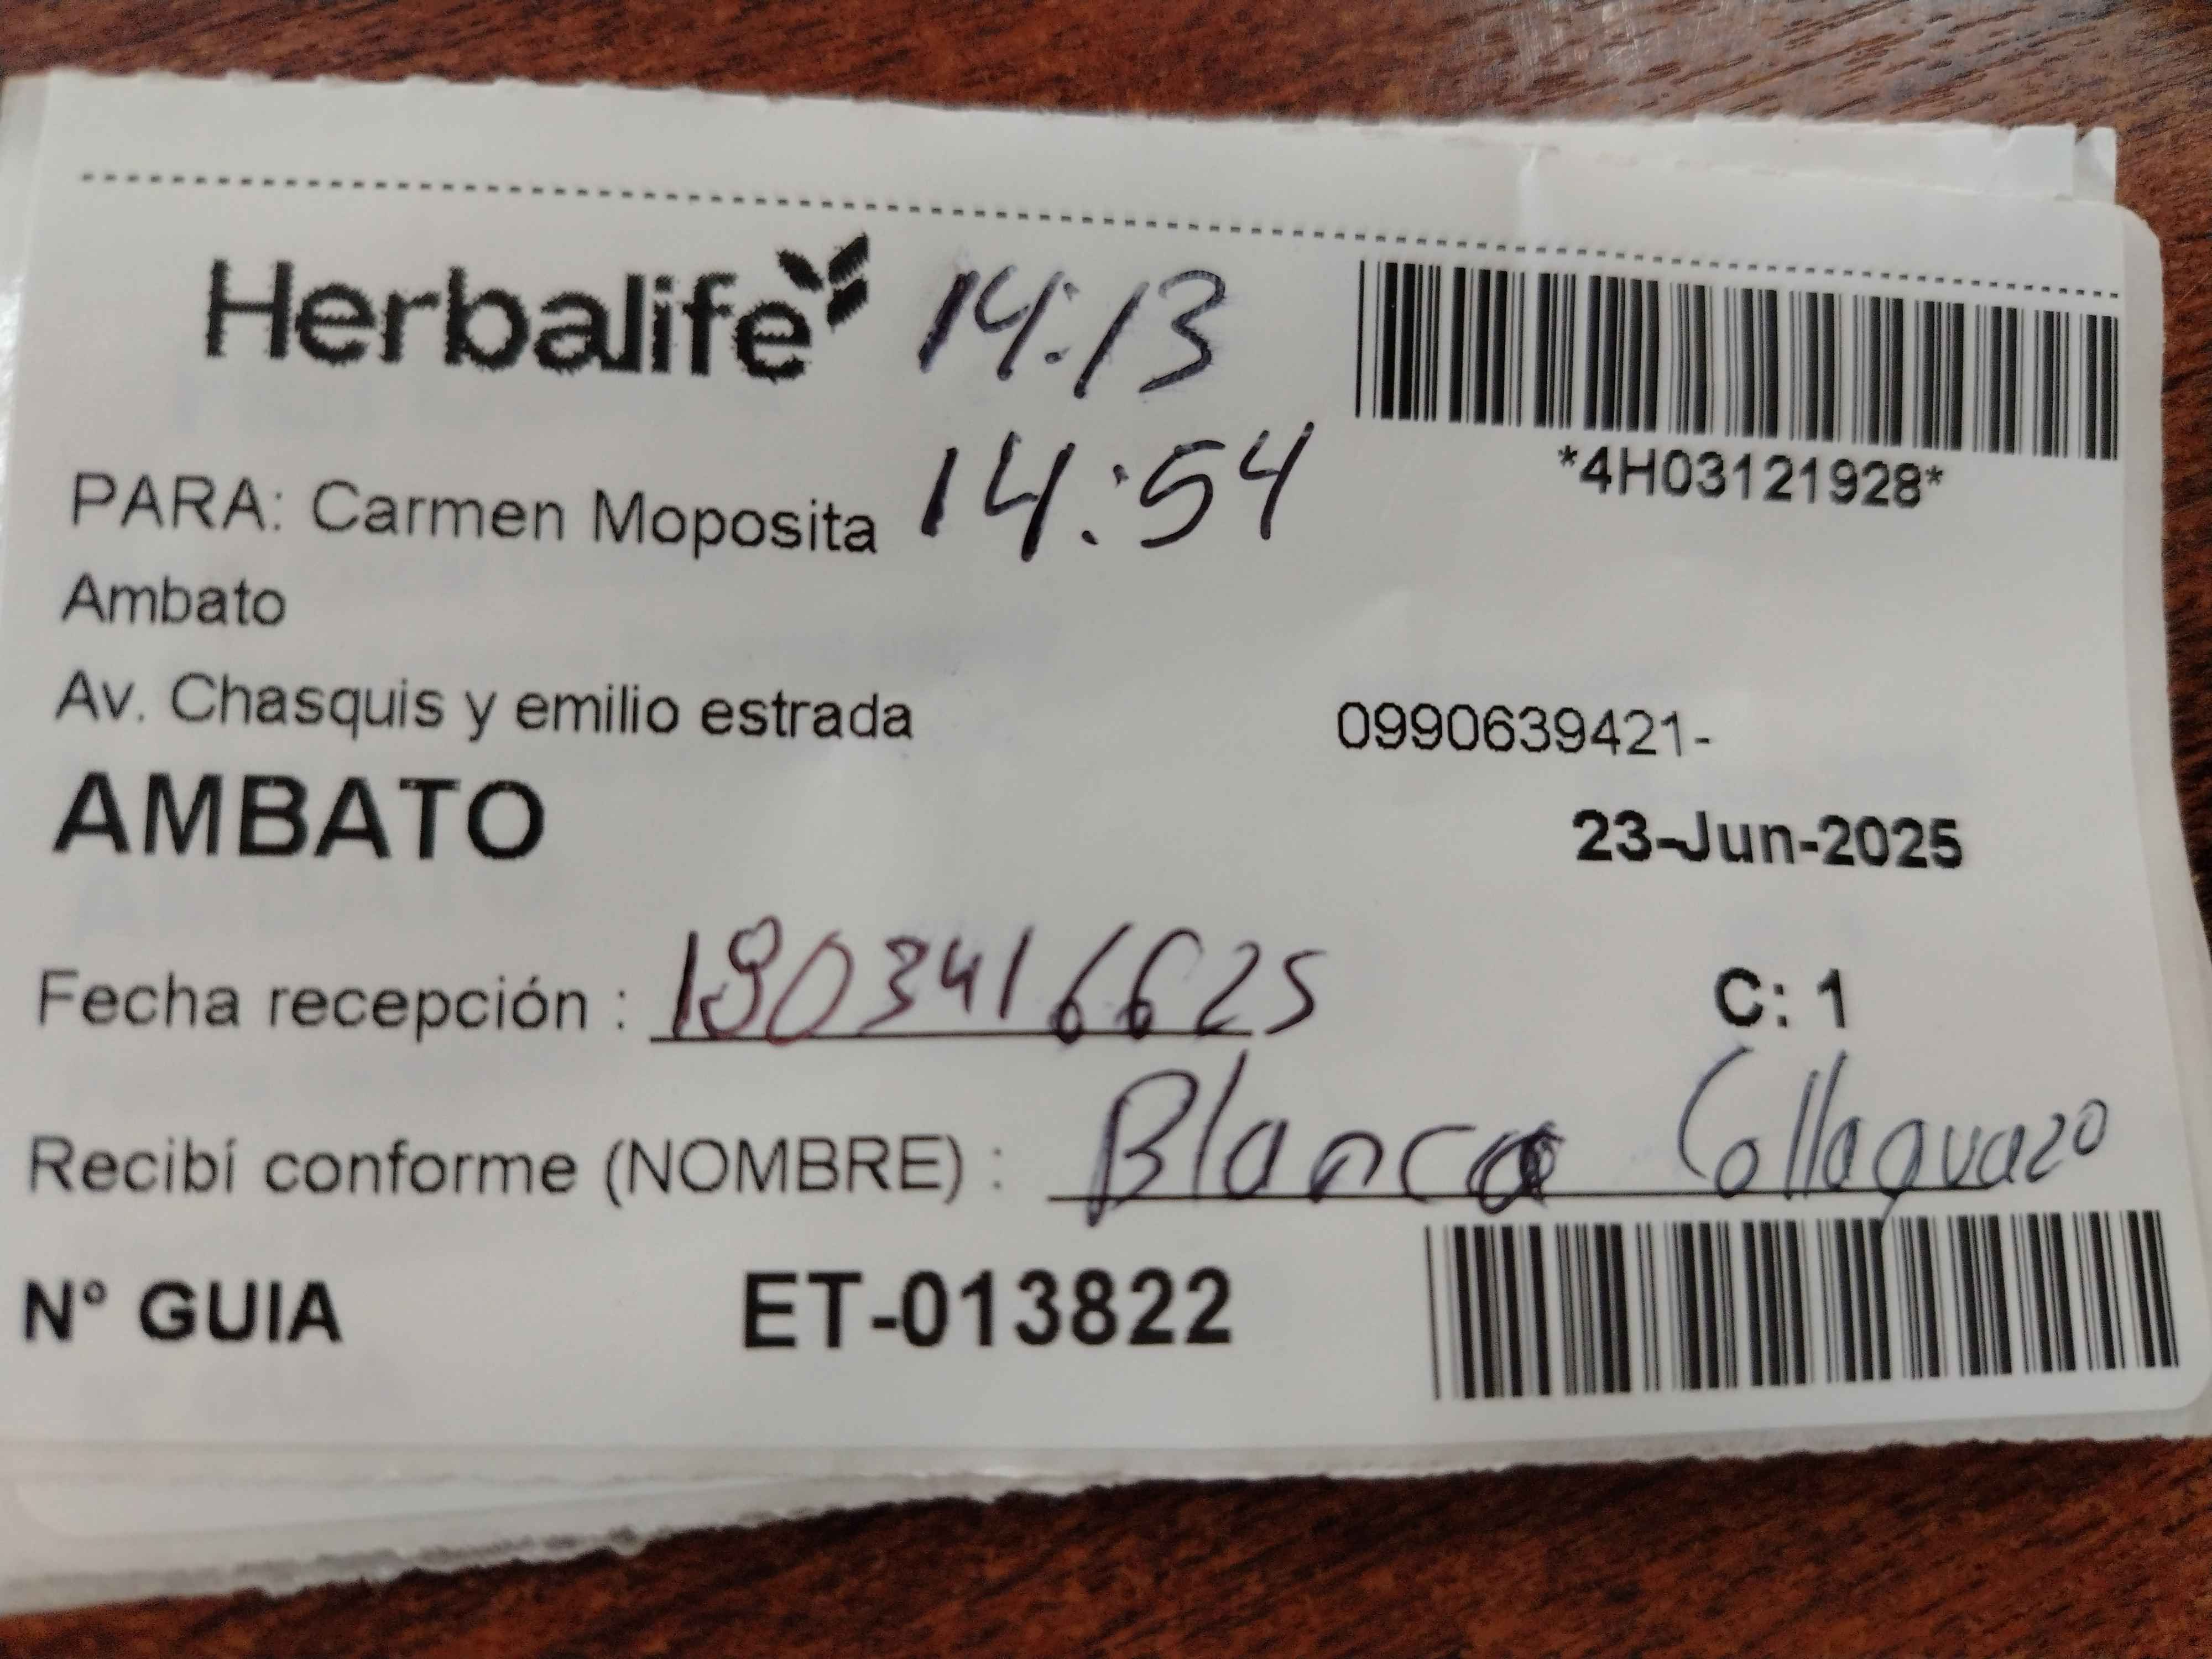 Herbalife 14:13
*4H03121928*
PARA: Carmen Moposita 14:54
Ambato
Av. Chasquis y emilio estrada 0990639421-
AMBATO 23-Jun-2025
Fecha recepción : 1803416625 C: 1
Recibí conforme (NOMBRE) : Blanca Collaguazo
N° GUIA ET-013822